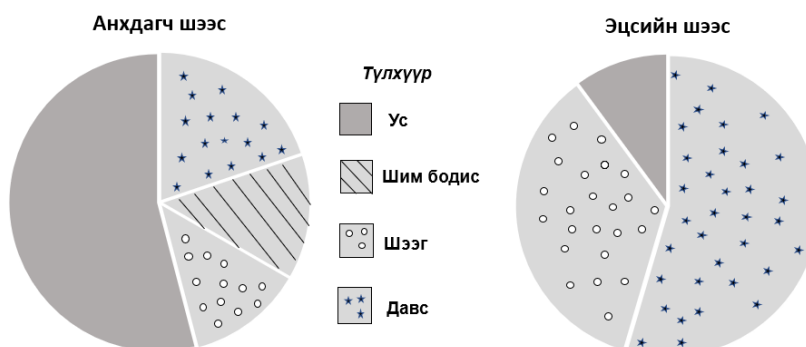 Анхдагч шээс
Эцсийн шээс
Түлхүүр
Ус
Шим бодис
Шээг
Давс